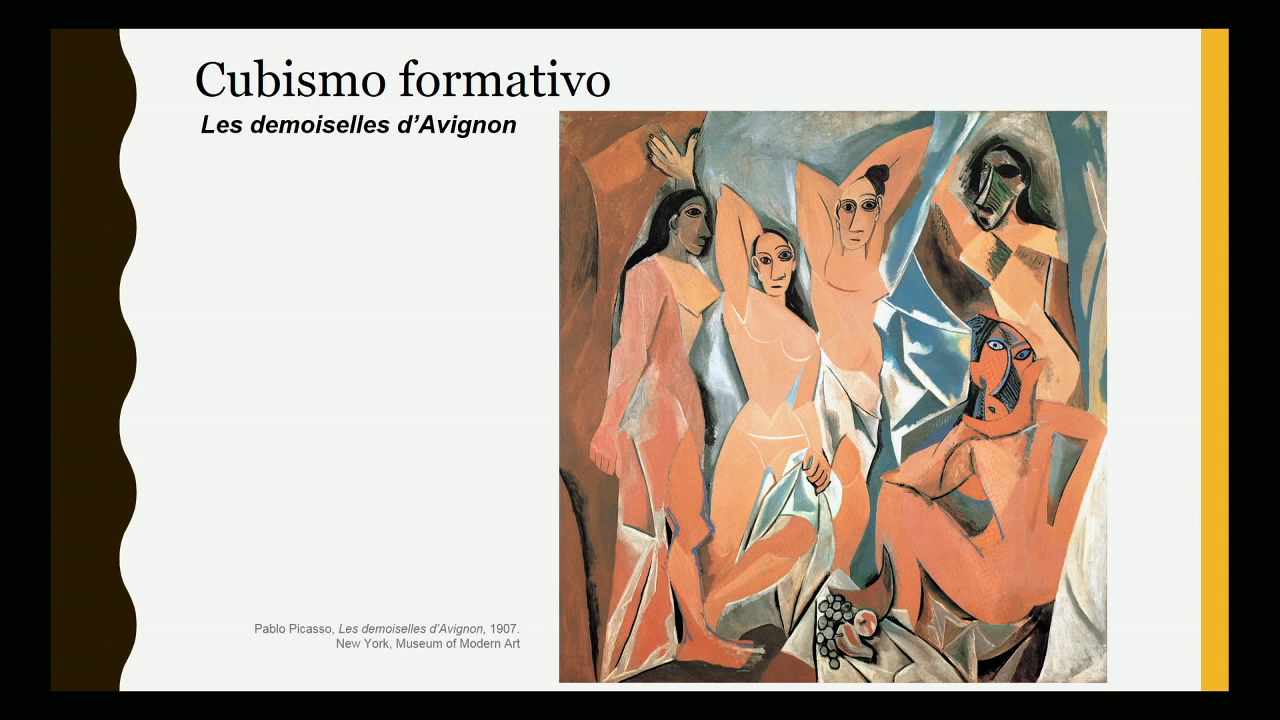 Cubismo formativo
Les demoiselles d’Avignon
Pablo Picasso, Les demoiselles d’Avignon, 1907.
New York, Museum of Modern Art